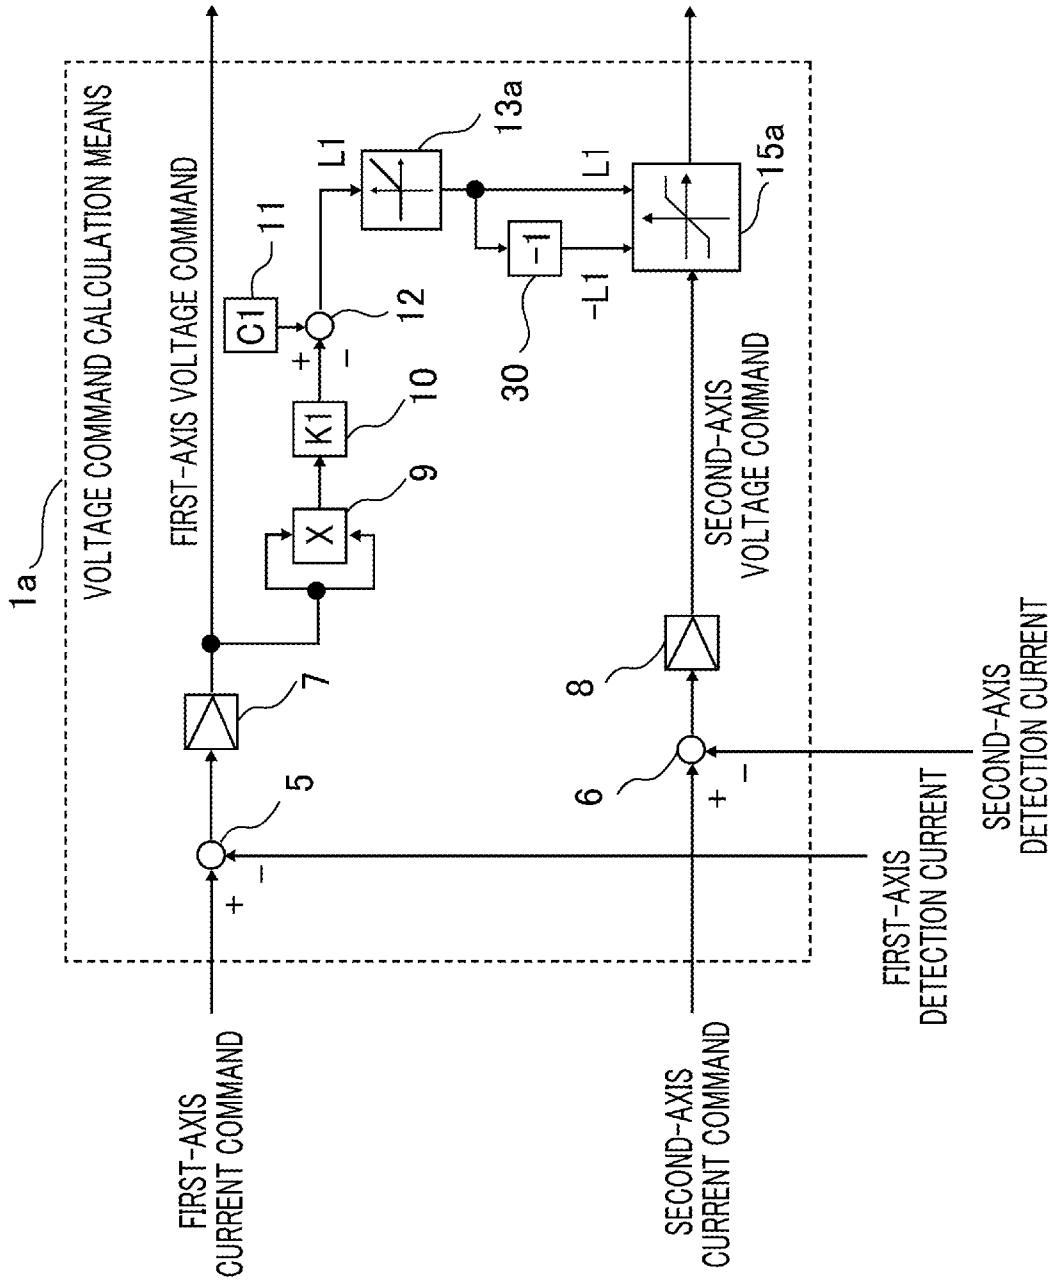 1a
VOLTAGE COMMAND CALCULATION MEANS
FIRST-AXIS VOLTAGE COMMAND
FIRST-AXIS
CURRENT COMMAND
+
−
5
7
X
9
K1
10
C1
11
+
−
12
L1
13a
-1
30
L1
-L1
15a
SECOND-AXIS
CURRENT COMMAND
+
−
6
8
SECOND-AXIS
VOLTAGE COMMAND
FIRST-AXIS
DETECTION CURRENT
SECOND-AXIS
DETECTION CURRENT